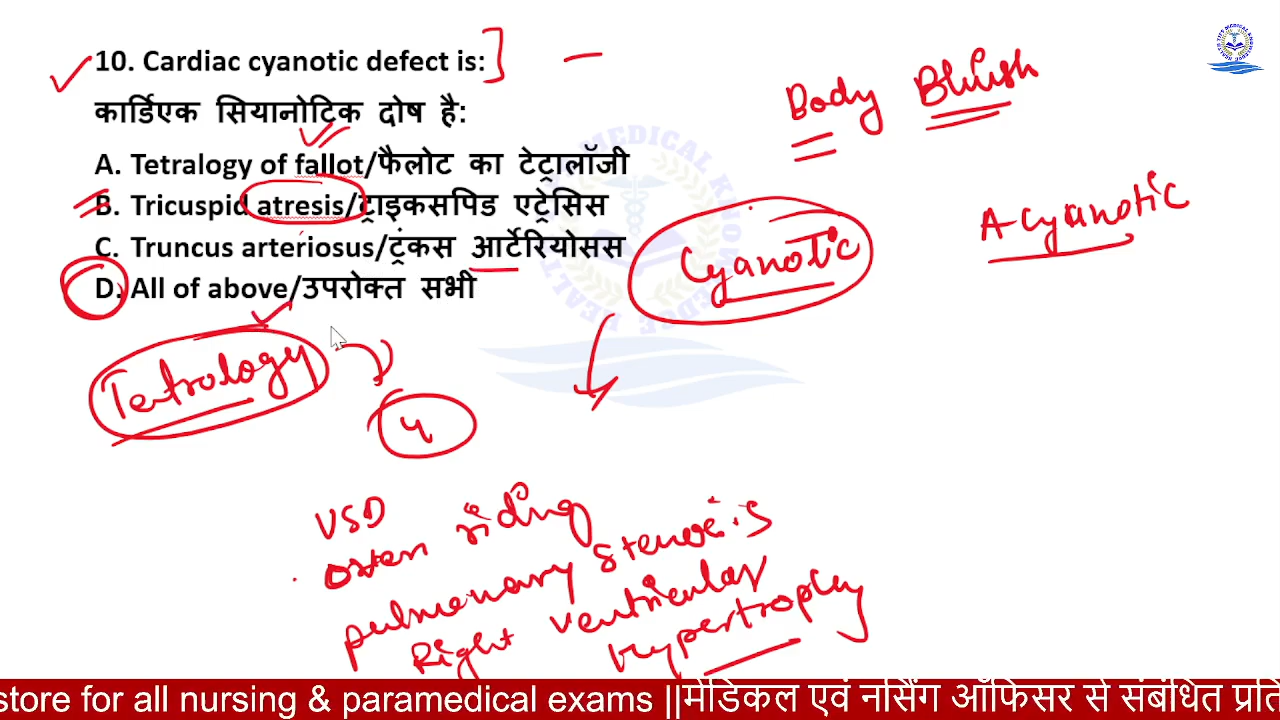 10. Cardiac cyanotic defect is:
कार्डिएक सियानोटिक दोष है:
A. Tetralogy of fallot/फैलोट का टेट्रालॉजी
B. Tricuspid atresis/ट्राइकसपिड एट्रेसिस
C. Truncus arteriosus/ट्रंकस आर्टेरियोसस
D. All of above/उपरोक्त सभी
Body Bluish
Cyanotic
A-Cyanotic
Tetrology
4
VSD
riding
pulmonary stenosis
Right ventricular
Hypertrophy
store for all nursing & paramedical exams ||मेडिकल एवं नर्सिंग ऑफिसर से संबंधित प्रति